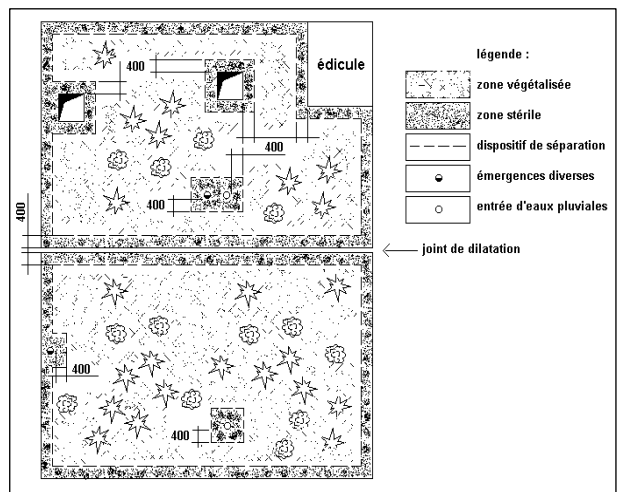 400
édicule
400
400
400
400
400
400
légende :
zone végétalisée
zone stérile
dispositif de séparation
émergences diverses
entrée d'eaux pluviales
joint de dilatation